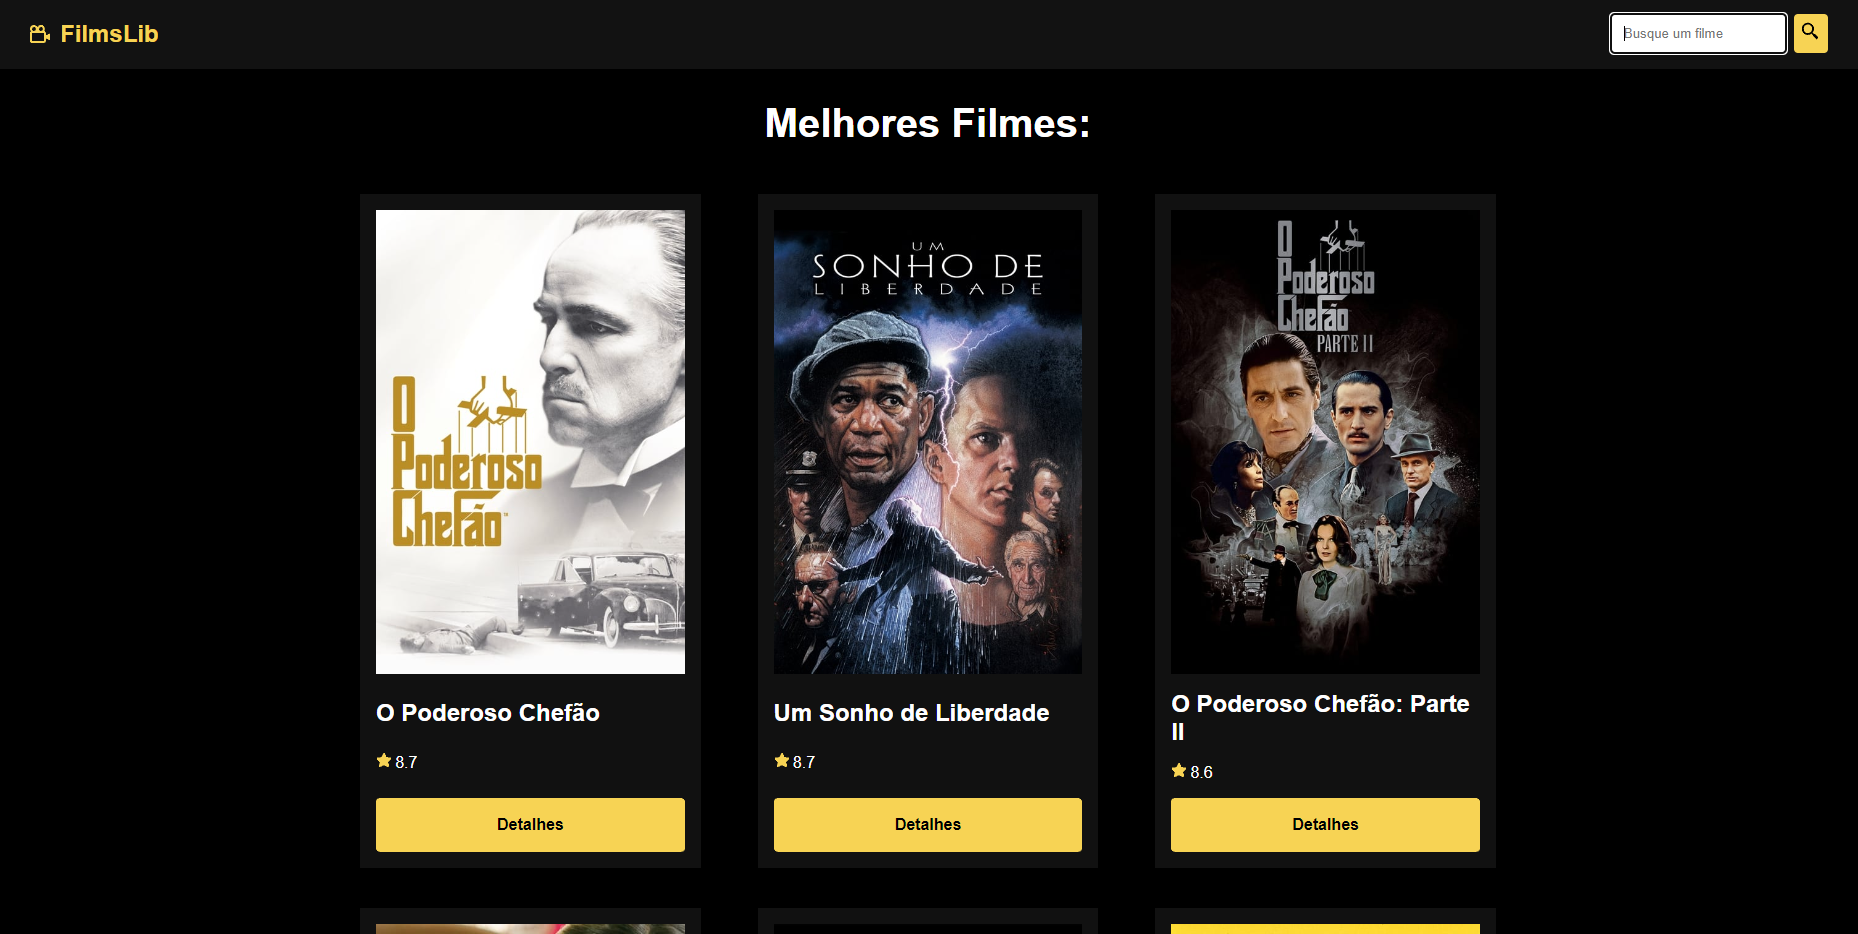 FilmsLib
Busque um filme
Melhores Filmes:
O
Poderoso
Chefão
™
UM
SONHO DE
LIBERDADE
O
Poderoso
Chefão
PARTE II
O Poderoso Chefão
Um Sonho de Liberdade
O Poderoso Chefão: Parte
II
8.7
8.7
8.6
Detalhes
Detalhes
Detalhes